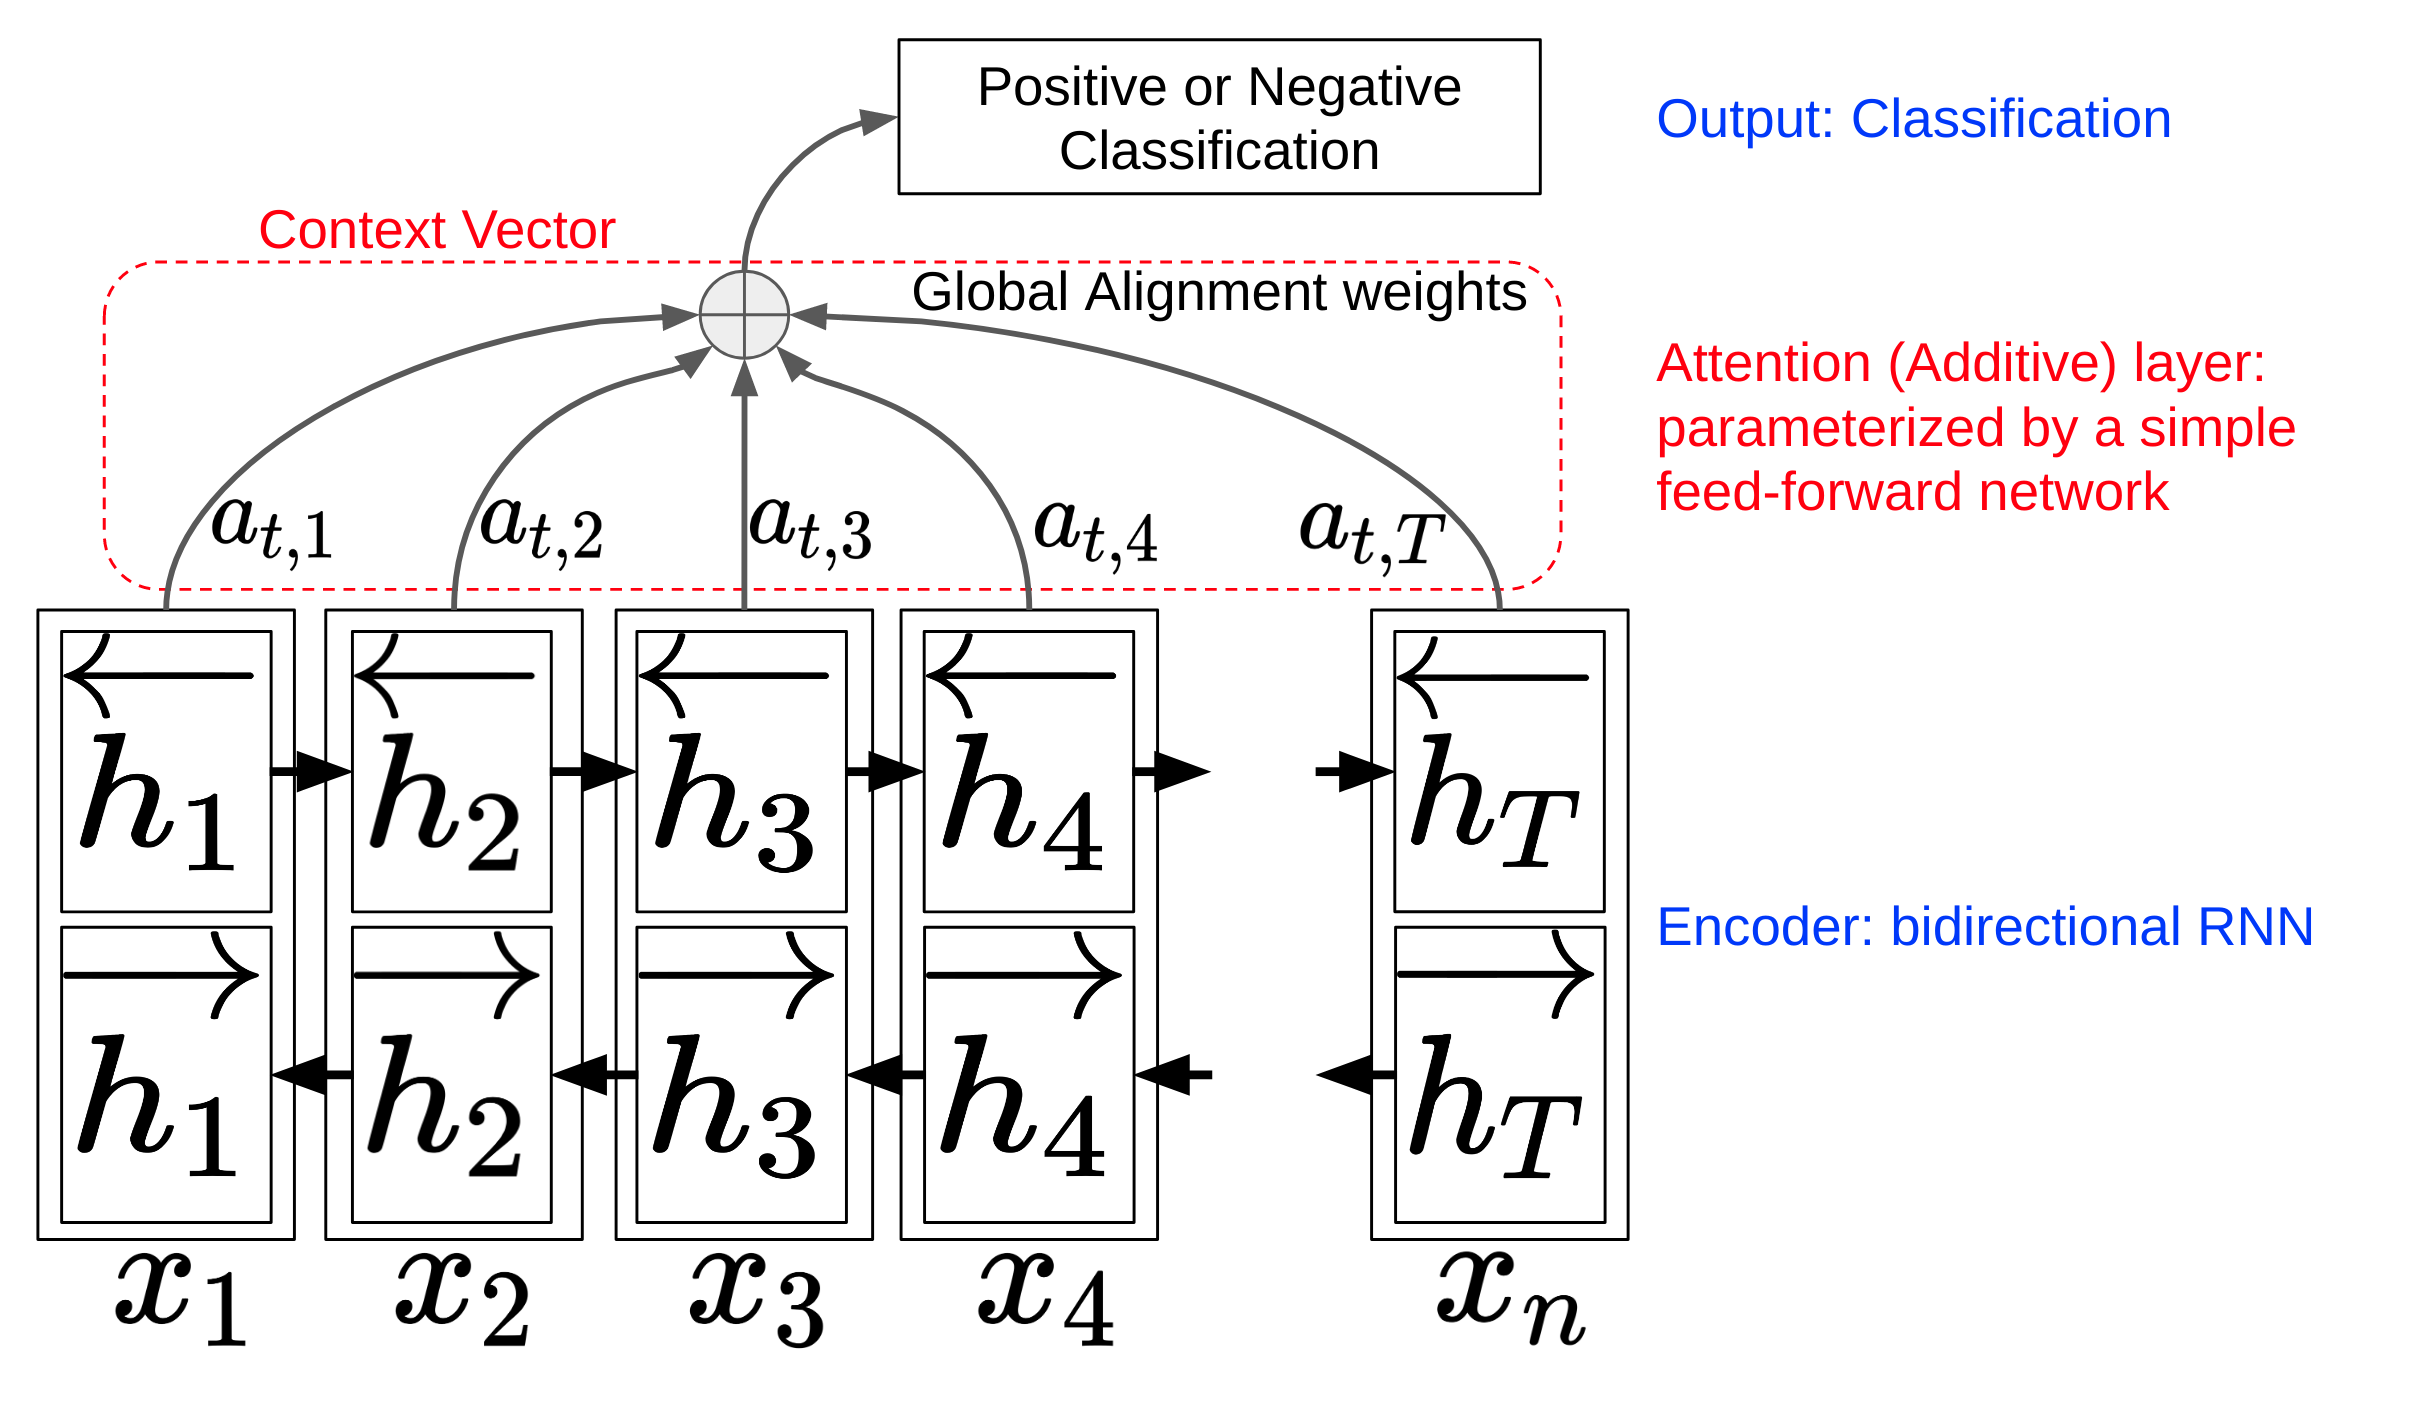 Positive or Negative
Classification
Output: Classification
Context Vector
Global Alignment weights
Attention (Additive) layer:
parameterized by a simple
feed-forward network
a_{t,1} a_{t,2} a_{t,3} a_{t,4} a_{t,T}
\overleftarrow{h_1} \overleftarrow{h_2} \overleftarrow{h_3} \overleftarrow{h_4} \overleftarrow{h_T}
Encoder: bidirectional RNN
\overrightarrow{h_1} \overrightarrow{h_2} \overrightarrow{h_3} \overrightarrow{h_4} \overrightarrow{h_T}
x_1 x_2 x_3 x_4 x_n